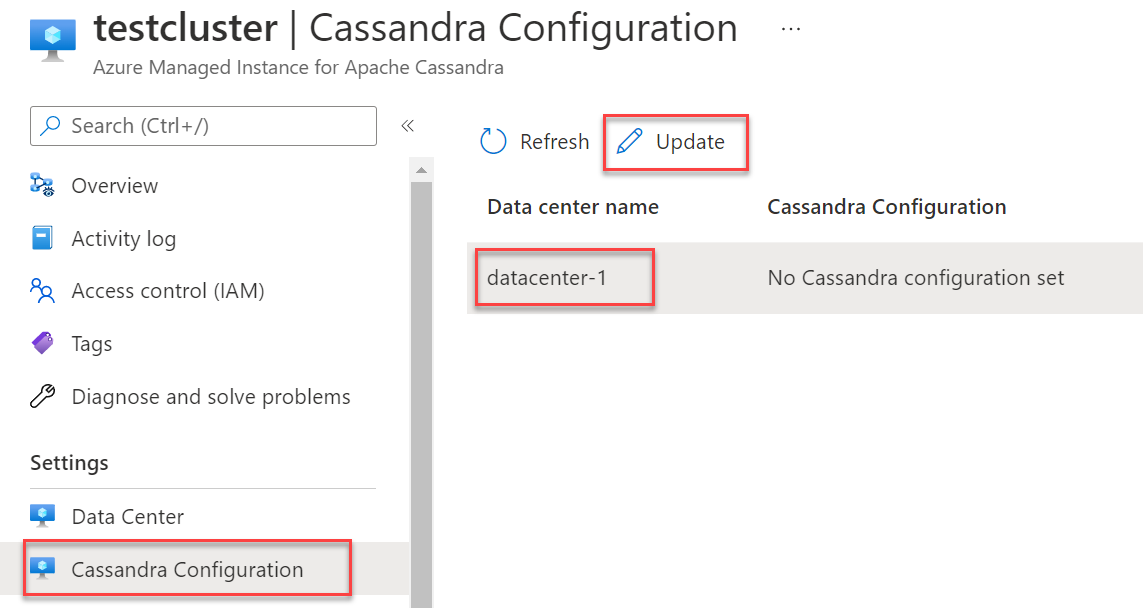 testcluster | Cassandra Configuration ...
Azure Managed Instance for Apache Cassandra
Search (Ctrl+/)
«
Overview
Activity log
Access control (IAM)
Tags
Diagnose and solve problems
Settings
Data Center
Cassandra Configuration
Refresh
Update
Data center name
Cassandra Configuration
datacenter-1
No Cassandra configuration set